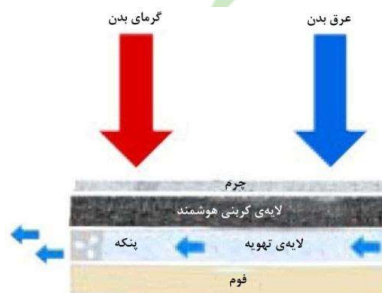 عرق بدن
گرمای بدن
چرم
لایه‌ی کربنی هوشمند
لایه‌ی تهویه
پنکه
فوم